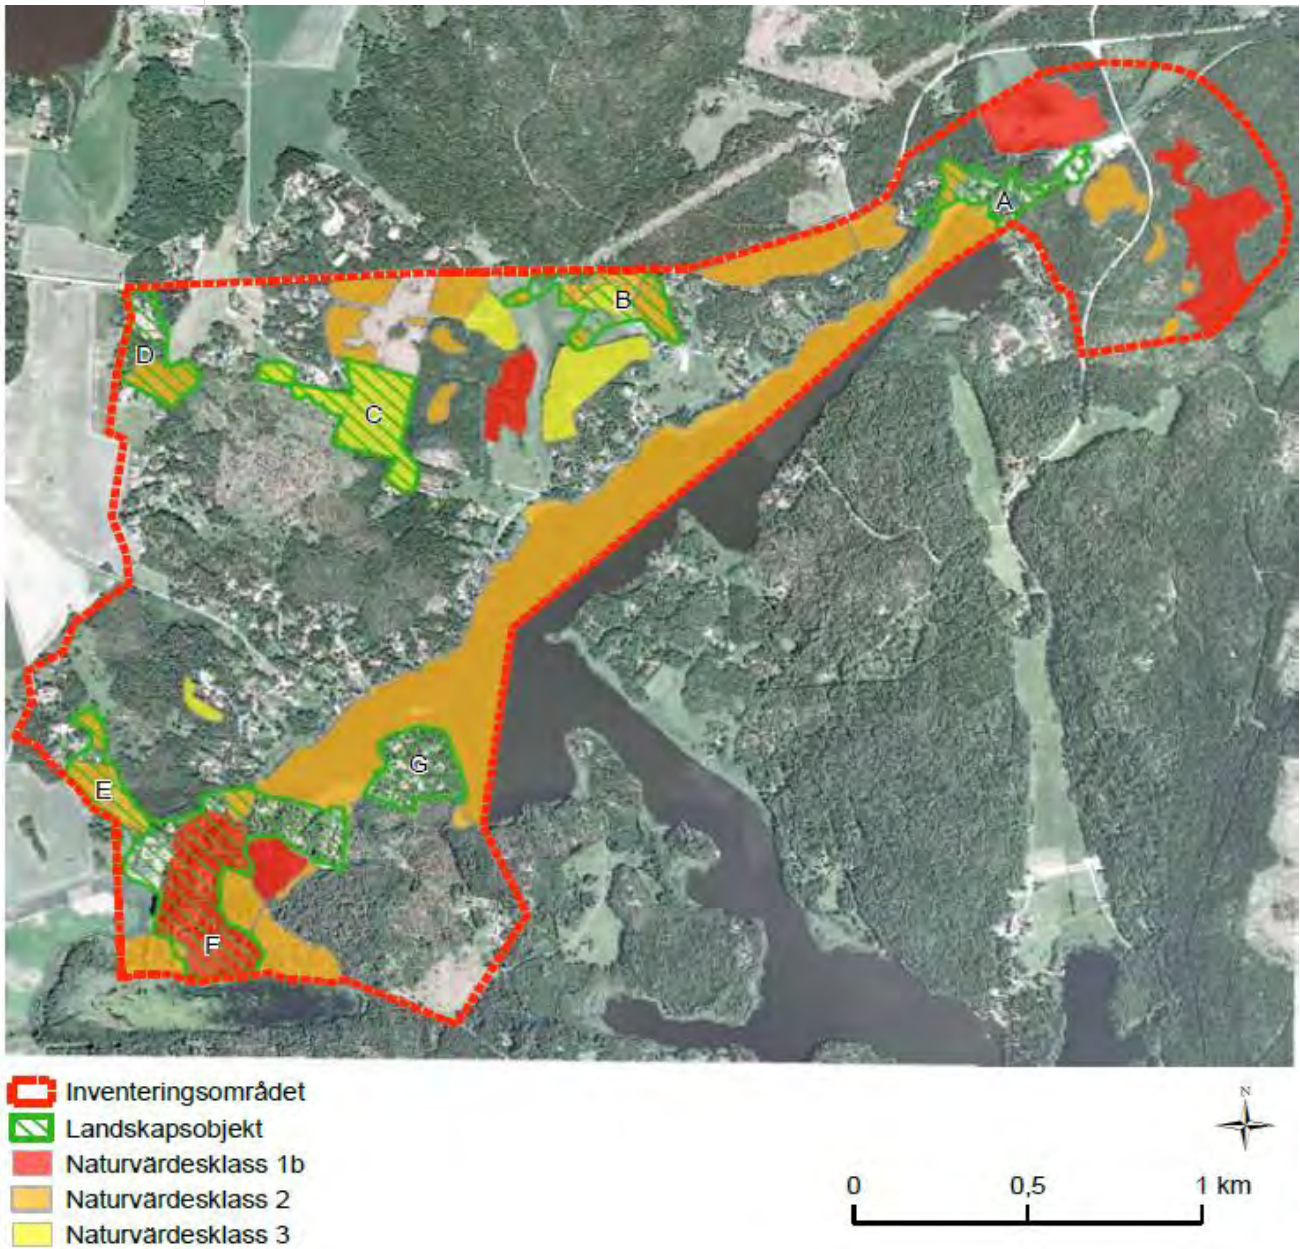 A
B
D
C
G
E
F
Inventeringsområdet
Landskapsobjekt
Naturvärdesklass 1b
Naturvärdesklass 2
Naturvärdesklass 3
N
0 0,5 1 km